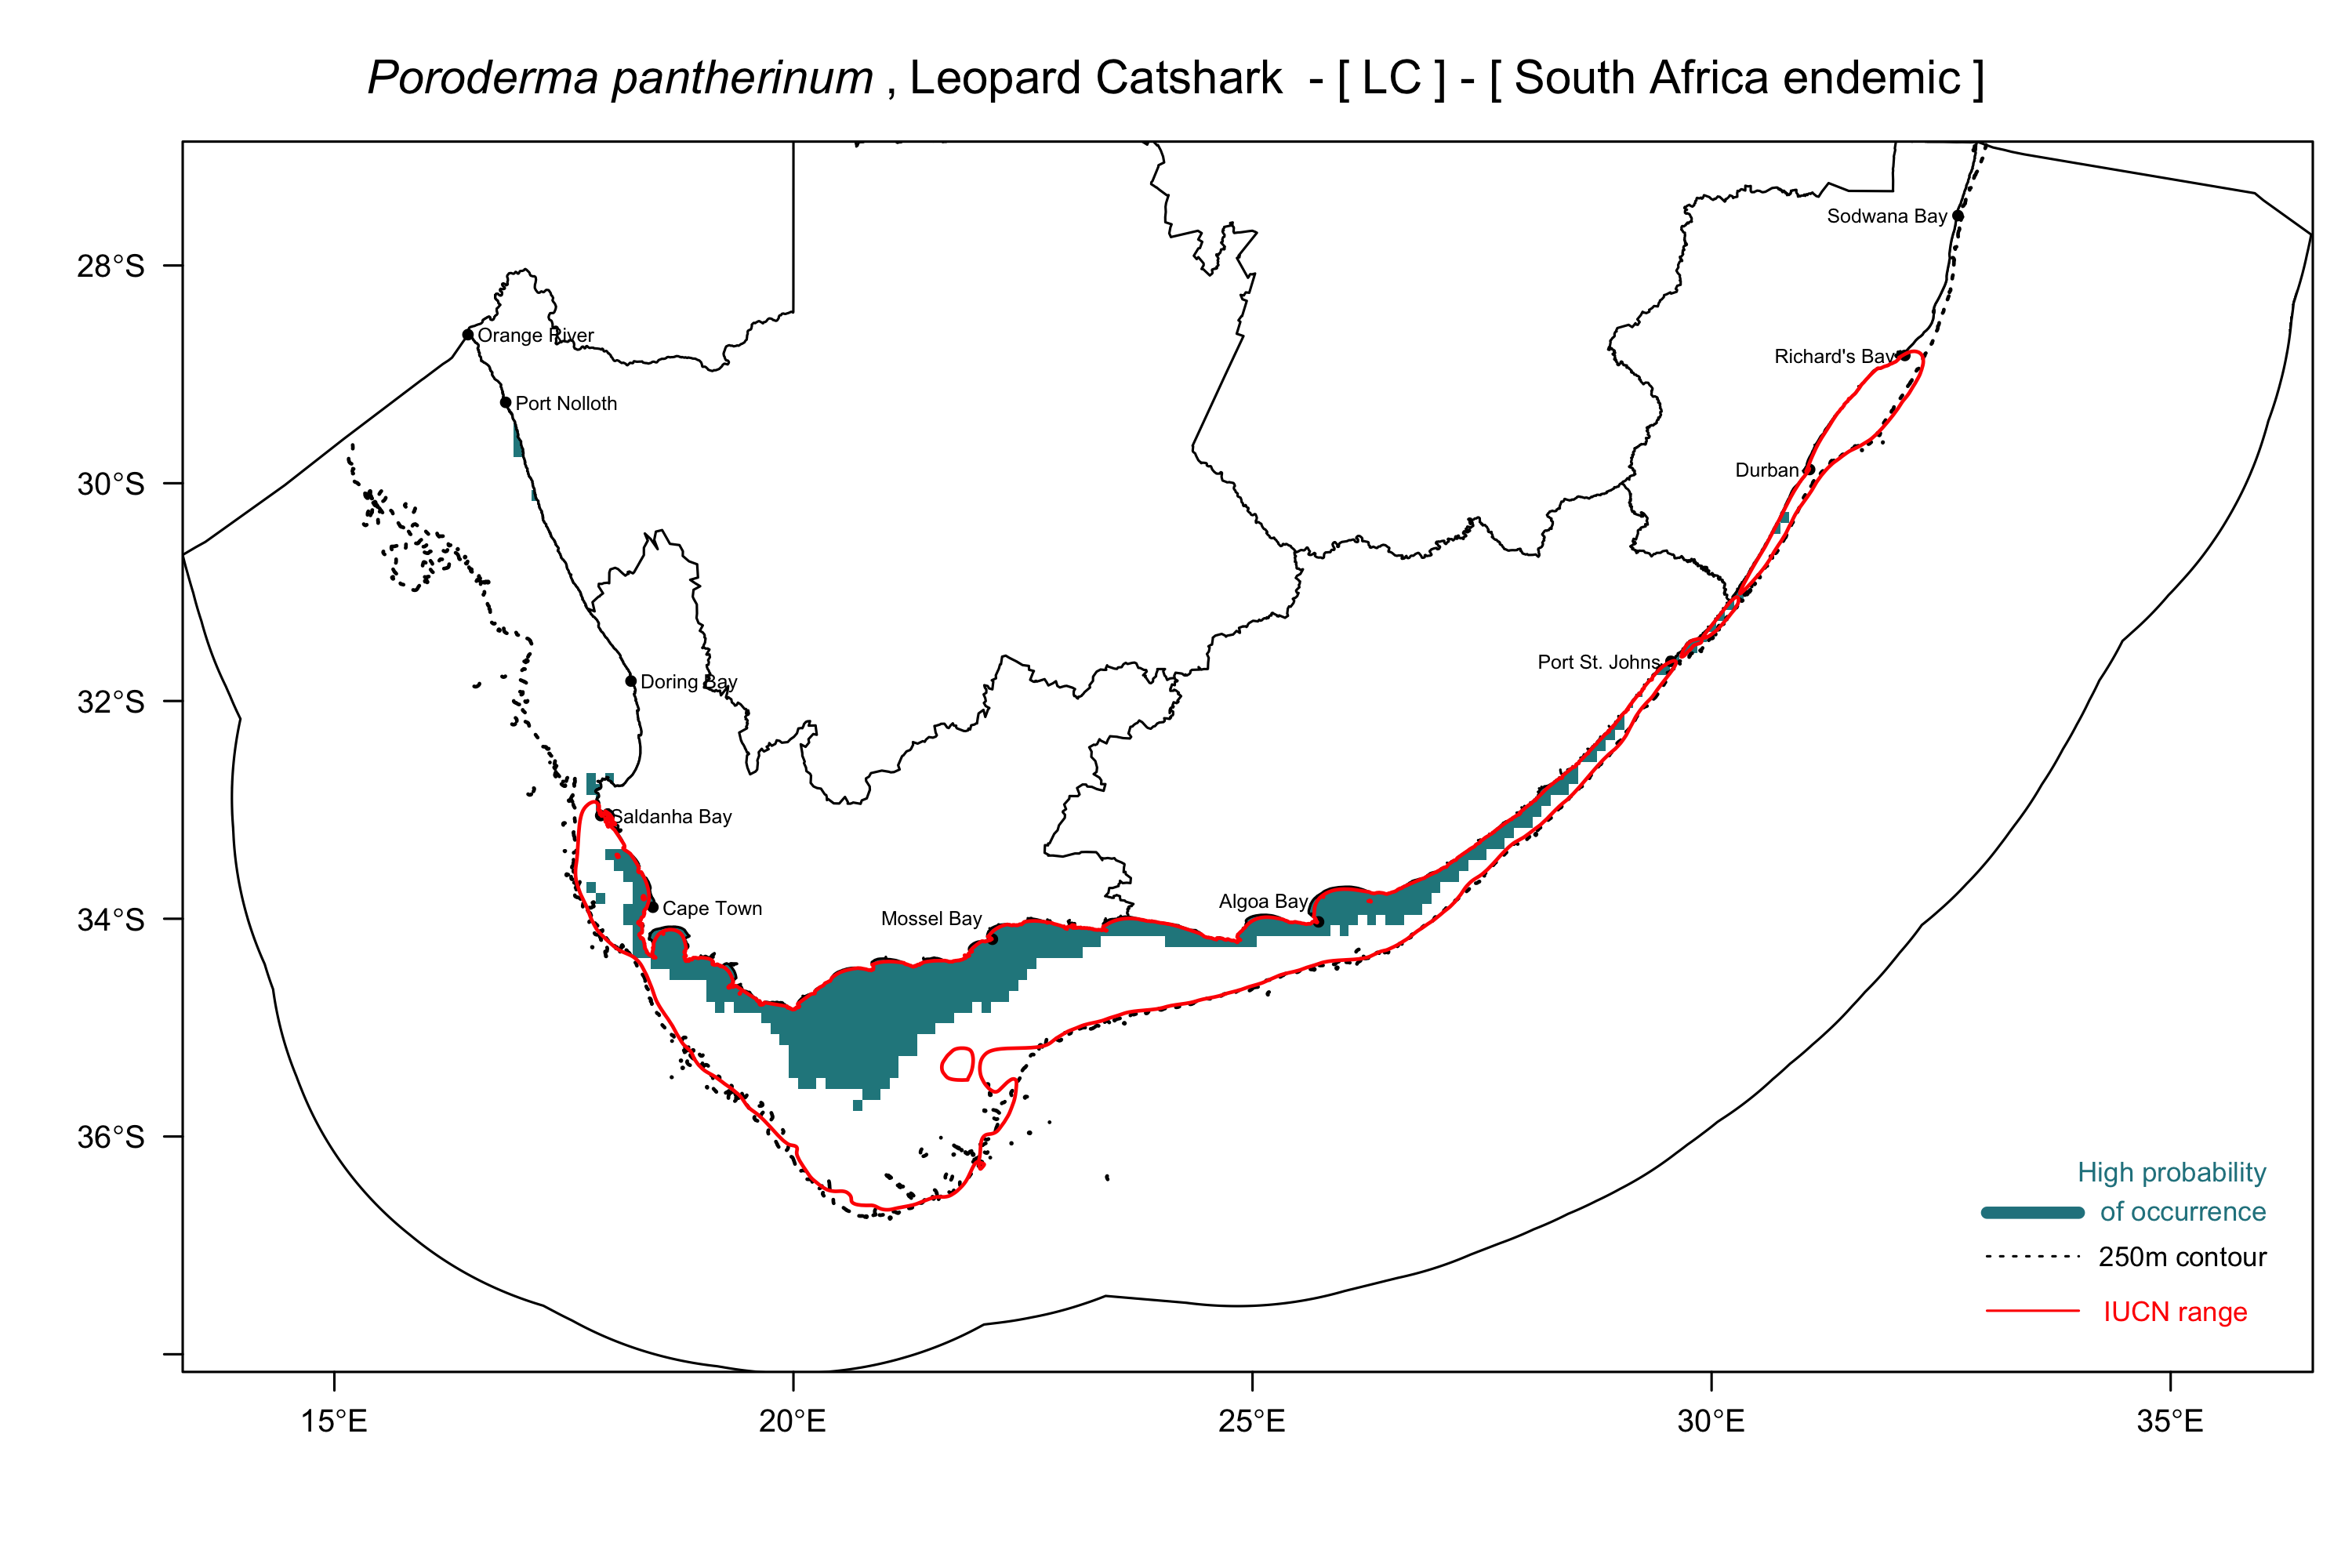 Poroderma pantherinum , Leopard Catshark - [ LC ] - [ South Africa endemic ]
Sodwana Bay
28°S
Orange River
Richard's Bay
Port Nolloth
Durban
30°S
Port St. Johns
Doring Bay
32°S
Saldanha Bay
Algoa Bay
Cape Town
Mossel Bay
34°S
36°S
High probability
of occurrence
250m contour
IUCN range
15°E
20°E
25°E
30°E
35°E